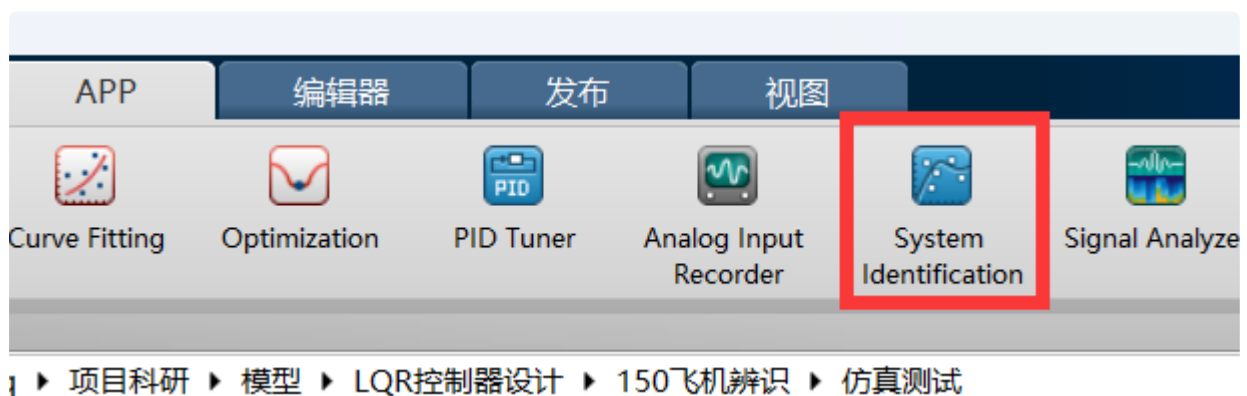 APP 编辑器 发布 视图
PID
Curve Fitting Optimization PID Tuner Analog Input Recorder System Identification Signal Analyze
项目科研 模型 LQR控制器设计 150飞机辨识 仿真测试